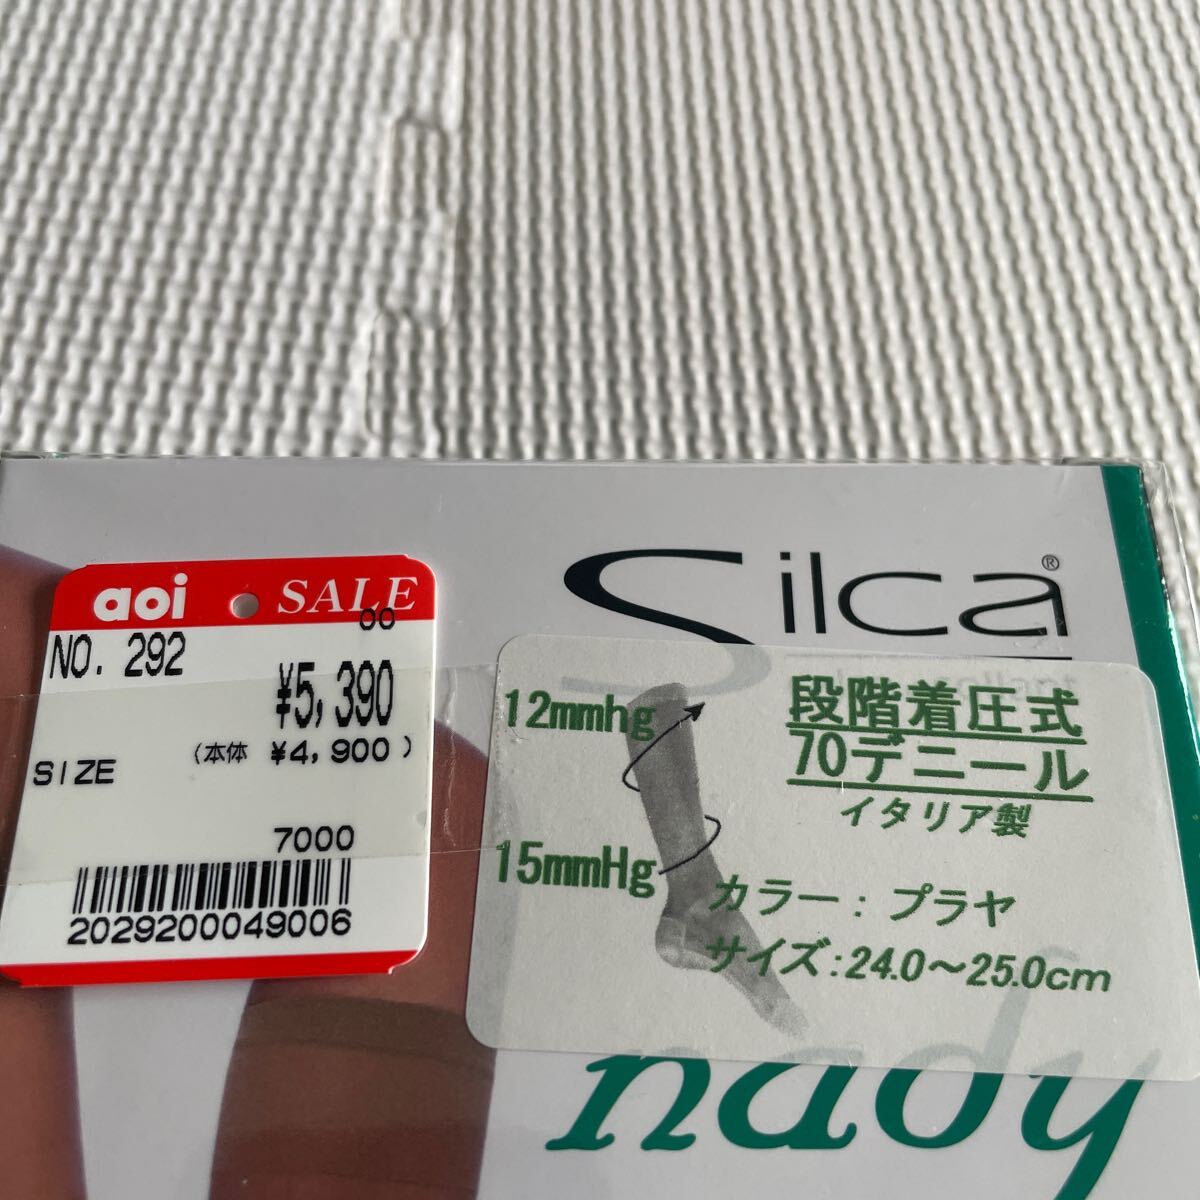 aoi SALE
00
NO. 292
¥5,390
(本体 ¥4,900)
SIZE
7000
2029200049006
Silca®
12mmhg
15mmHg
段階着圧式
70デニール
イタリア製
カラー：プラヤ
サイズ：24.0～25.0cm
nady